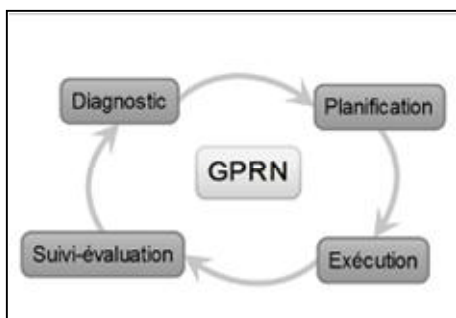 Diagnostic
Planification
GPRN
Suivi-évaluation
Exécution